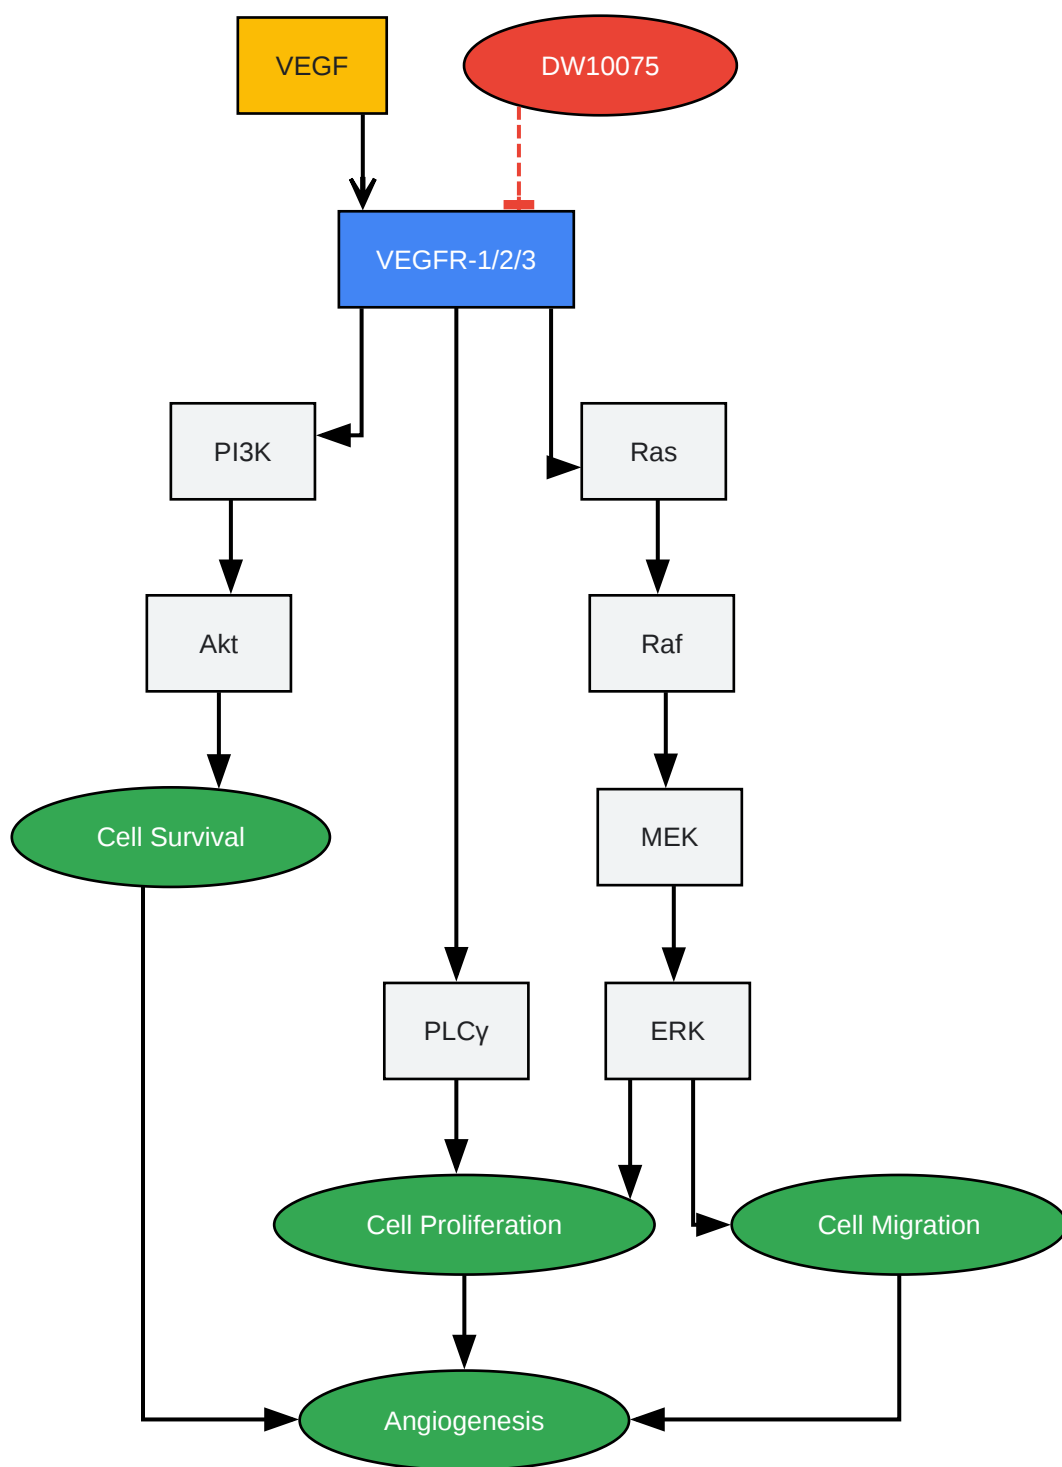 VEGF
DW10075
VEGFR-1/2/3
PI3K
Ras
Akt
Raf
Cell Survival
MEK
PLCγ
ERK
Cell Proliferation
Cell Migration
Angiogenesis